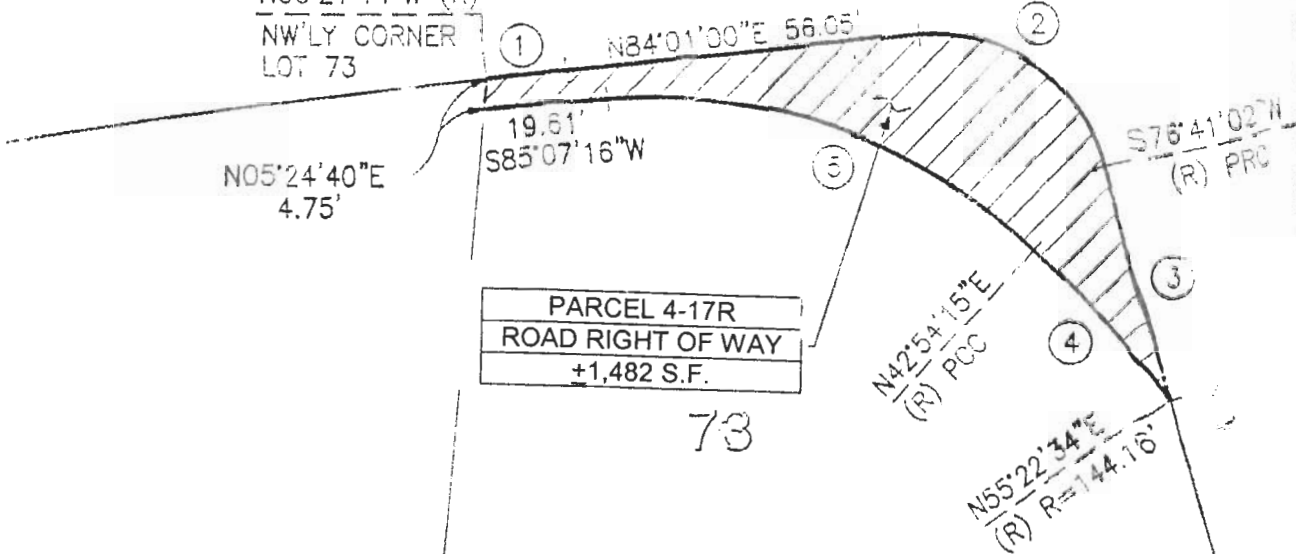 NW'LY CORNER
LOT 73
1
N84°01'00"E 56.05'
2
19.61'
S85°07'16"W
N05°24'40"E
4.75'
5
S76°41'02"W
(R) PRC
3
PARCEL 4-17R
ROAD RIGHT OF WAY
±1,482 S.F.
N42°54'15"E
(R) PCC
4
73
N55°22'34"E
(R) R=144.16'